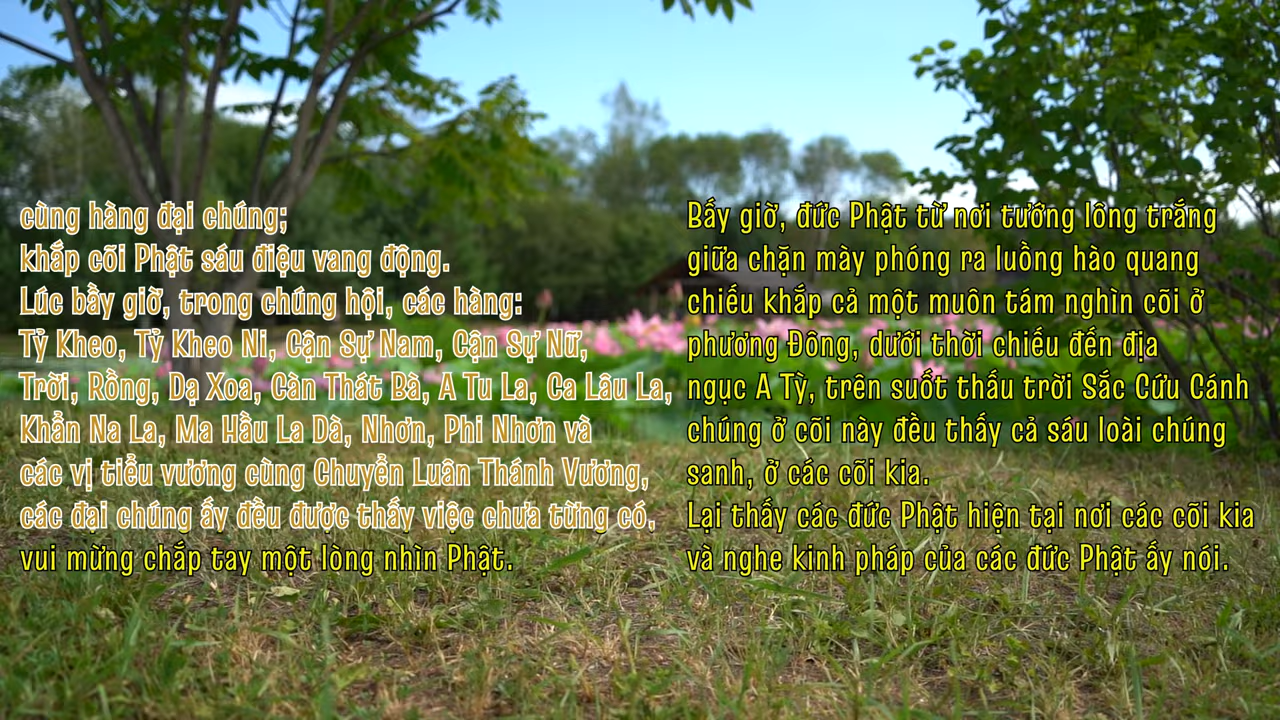 cùng hàng đại chúng;
khắp cõi Phật sáu điệu vang động.
Lúc bầy giờ, trong chúng hội, các hàng:
Tỳ Kheo, Tỷ Kheo Ni, Cận Sự Nam, Cận Sự Nữ,
Trời, Rồng, Dạ Xoa, Càn Thát Bà, A Tu La, Ca Lâu La,
Khẩn Na La, Ma Hầu La Dà, Nhơn, Phi Nhơn và
các vị tiểu vương cùng Chuyển Luân Thánh Vương,
các đại chúng ấy đều được thấy việc chưa từng có,
vui mừng chắp tay một lòng nhìn Phật.
Bấy giờ, đức Phật từ nơi tướng lông trắng
giữa chặn mày phóng ra luồng hào quang
chiếu khắp cả một muôn tám nghìn cõi ở
phương Đông, dưới thời chiếu đến địa
ngục A Tỳ, trên suốt thấu trời Sắc Cứu Cánh
chúng ở cõi này đều thấy cả sáu loài chúng
sanh, ở các cõi kia.
Lại thấy các đức Phật hiện tại nơi các cõi kia
và nghe kinh pháp của các đức Phật ấy nói.